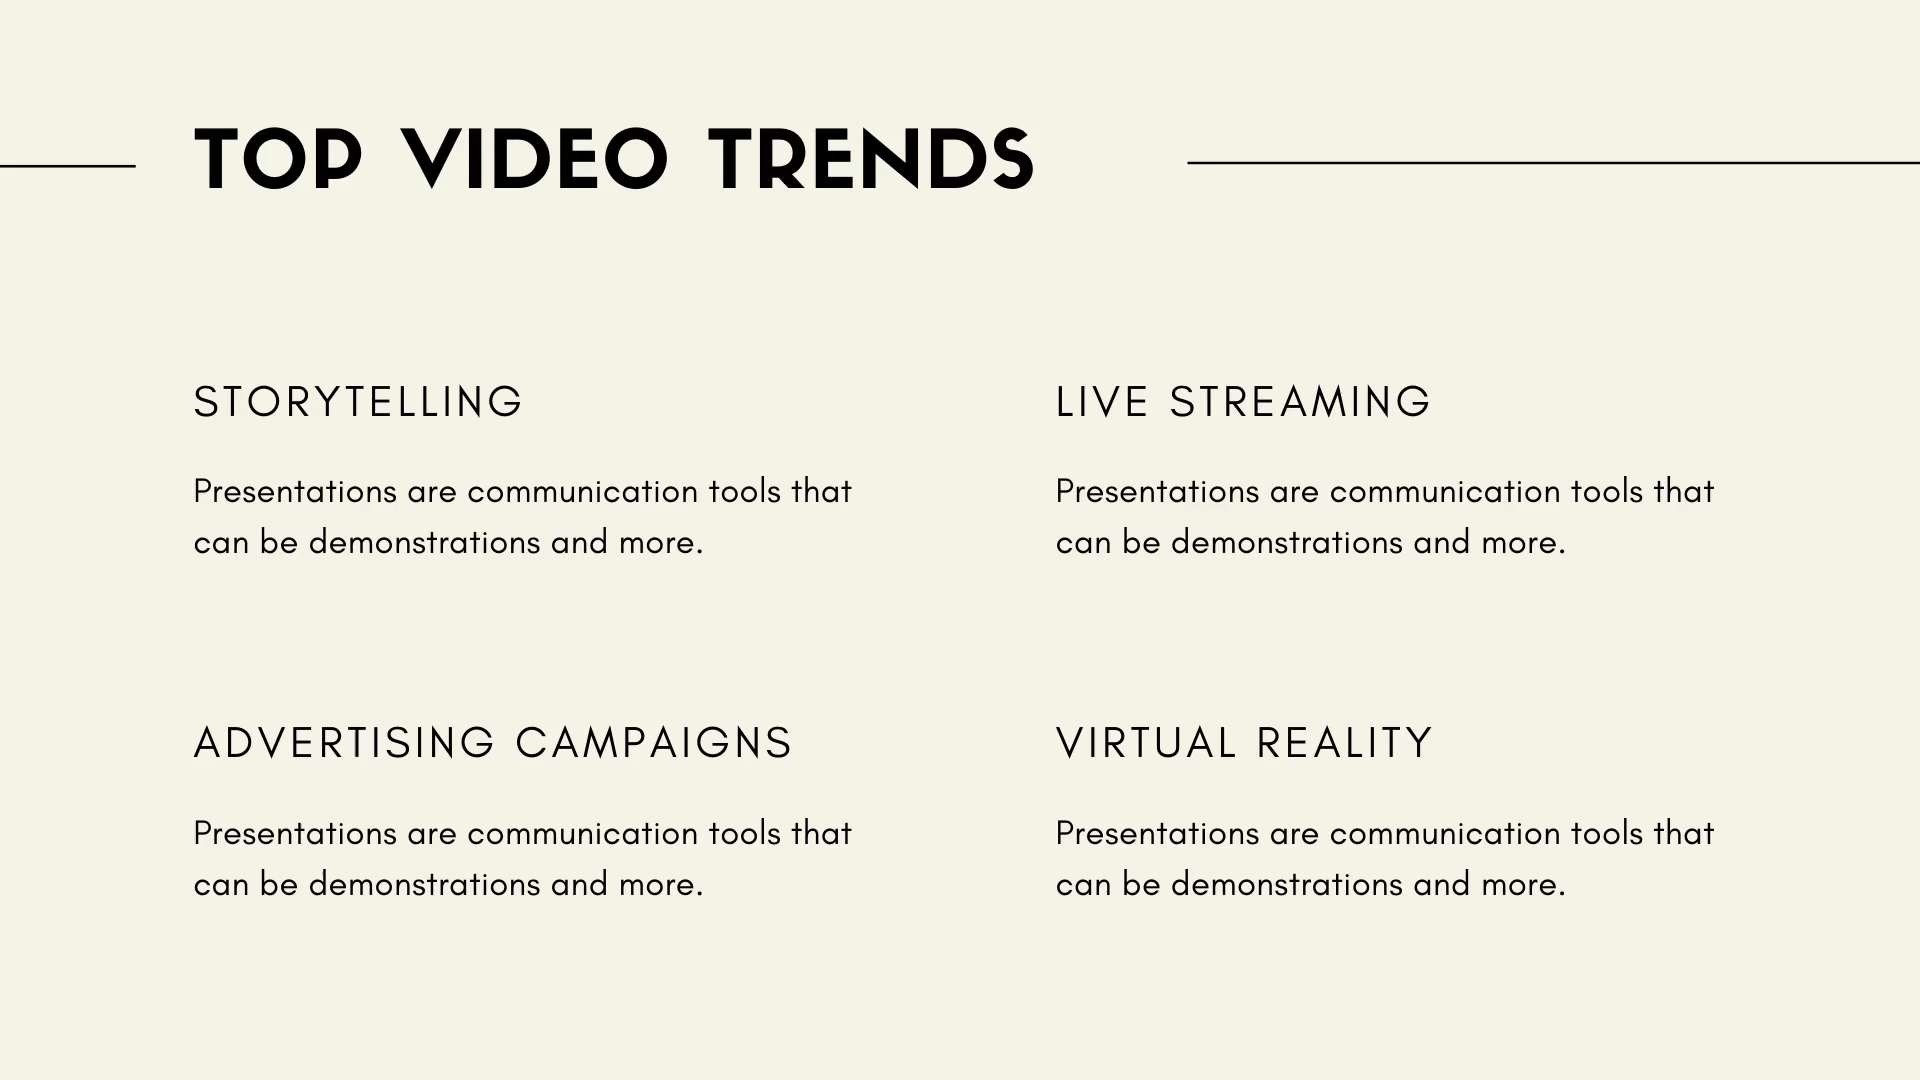 TOP VIDEO TRENDS
STORYTELLING
Presentations are communication tools that
can be demonstrations and more.
LIVE STREAMING
Presentations are communication tools that
can be demonstrations and more.
ADVERTISING CAMPAIGNS
Presentations are communication tools that
can be demonstrations and more.
VIRTUAL REALITY
Presentations are communication tools that
can be demonstrations and more.